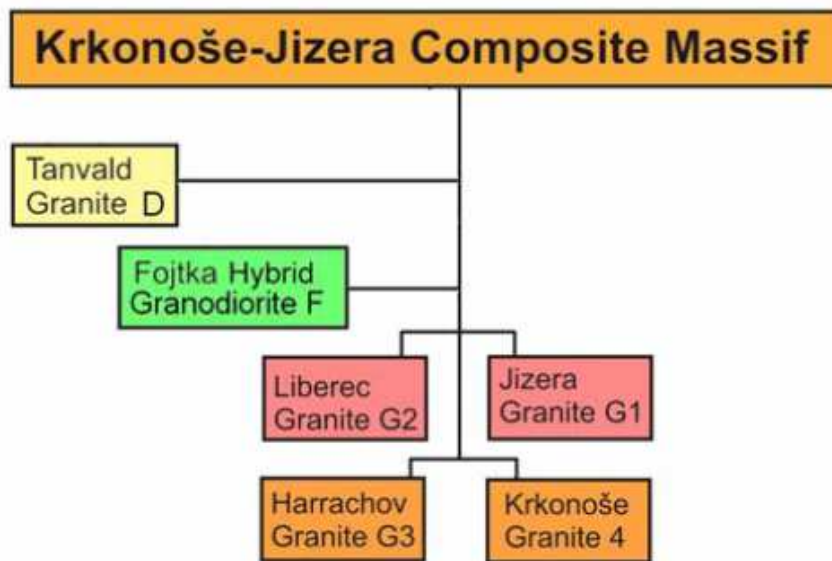 Krkonoše-Jizera Composite Massif
Tanvald
Granite D
Fojtka Hybrid
Granodiorite F
Liberec
Granite G2
Jizera
Granite G1
Harrachov
Granite G3
Krkonoše
Granite 4